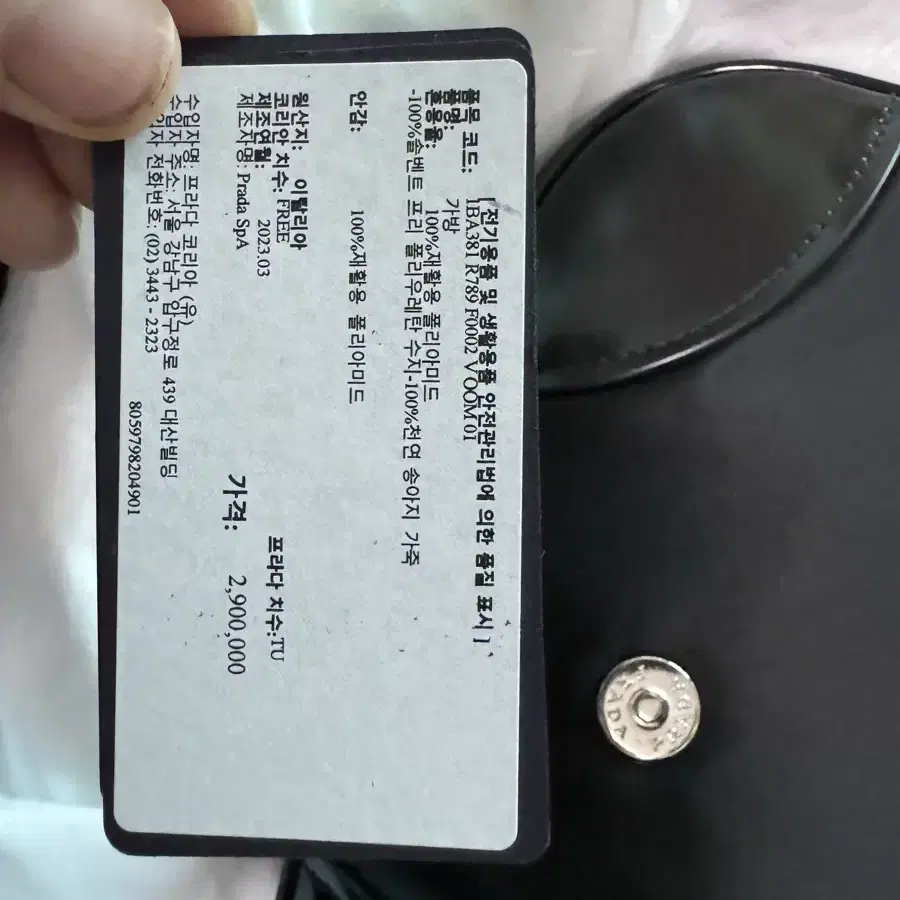 [ 전기용품 및 생활용품 안전관리법에 의한 품질 표시 ]
품목 코드: 1BA381 R789 F0002 V OOM 01
품명: 가방
혼용율: 100%재활용 폴리아미드
-100%솔벤트 프리 폴리우레탄 수지-100%천연 송아지 가죽
안감: 100%재활용 폴리아미드
원산지: 이탈리아
코리안 치수: FREE 프라다 치수:TU
제조연월: 2023.03
제조자명: Prada SpA 가격: 2,900,000
수입자명: 프라다 코리아 (유)
수입자 주소: 서울 강남구 압구정로 439 대산빌딩
전화번호: (02) 3443 - 2323
8059798204901
PRADA
PRADA